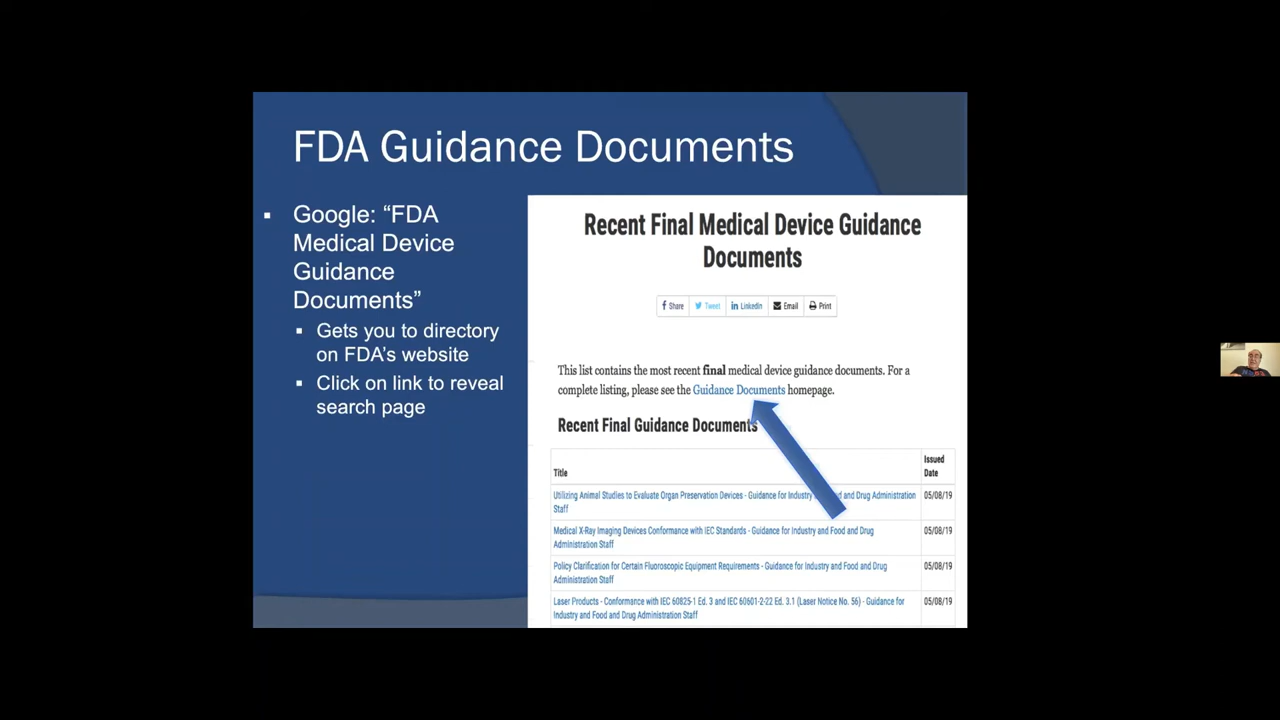 FDA Guidance Documents
▪ Google: “FDA
Medical Device
Guidance
Documents”
▪ Gets you to directory
on FDA’s website
▪ Click on link to reveal
search page
Recent Final Medical Device Guidance
Documents
Share Tweet Linkedin Email Print
This list contains the most recent final medical device guidance documents. For a
complete listing, please see the Guidance Documents homepage.
Recent Final Guidance Documents
Title
Issued
Date
Utilizing Animal Studies to Evaluate Organ Preservation Devices - Guidance for Industry and Drug Administration
Staff
05/08/19
Medical X-Ray Imaging Devices Conformance with IEC Standards - Guidance for Industry and Food and Drug
Administration Staff
05/08/19
Policy Clarification for Certain Fluoroscopic Equipment Requirements - Guidance for Industry and Food and Drug
Administration Staff
05/08/19
Laser Products - Conformance with IEC 60825-1 Ed. 3 and IEC 60601-2-22 Ed. 3.1 (Laser Notice No. 56) - Guidance for
Industry and Food and Drug Administration Staff
05/08/19